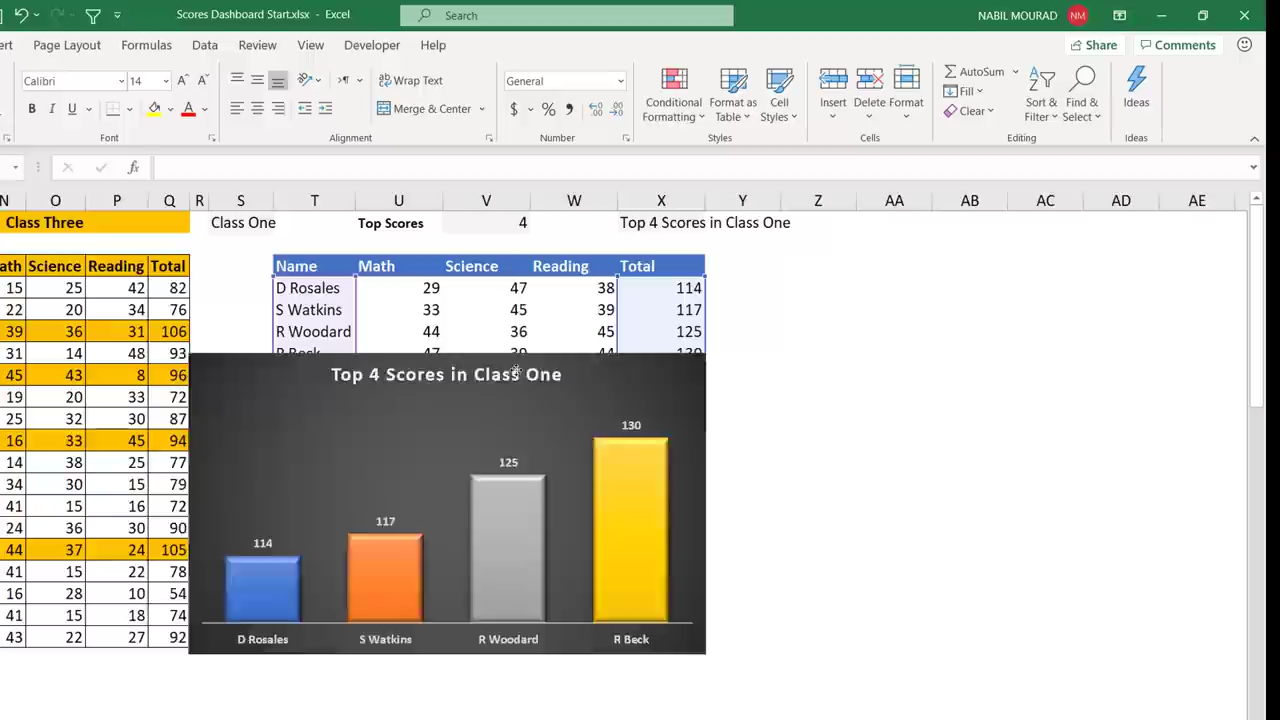 Scores Dashboard Start.xlsx - Excel
Search
NABIL MOURAD NM
Page Layout Formulas Data Review View Developer Help Share Comments
Calibri 14 Wrap Text General Conditional Formatting Format as Table Cell Styles Insert Delete Format AutoSum Fill Clear Sort & Filter Find & Select Ideas
Merge & Center
Font Alignment Number Styles Cells Editing Ideas
N O P Q R S T U V W X Y Z AA AB AC AD AE
Class Three Class One Top Scores 4 Top 4 Scores in Class One
ath Science Reading Total Name Math Science Reading Total
15 25 42 82 D Rosales 29 47 38 114
22 20 34 76 S Watkins 33 45 39 117
39 36 31 106 R Woodard 44 36 45 125
31 14 48 93 R Beck 47 39 44 130
45 43 8 96
19 20 33 72
25 32 30 87
16 33 45 94
14 38 25 77
34 30 15 79
41 15 16 72
24 36 30 90
44 37 24 105
41 15 22 78
16 28 10 54
41 15 18 74
43 22 27 92
Top 4 Scores in Class One
130
125
117
114
D Rosales S Watkins R Woodard R Beck